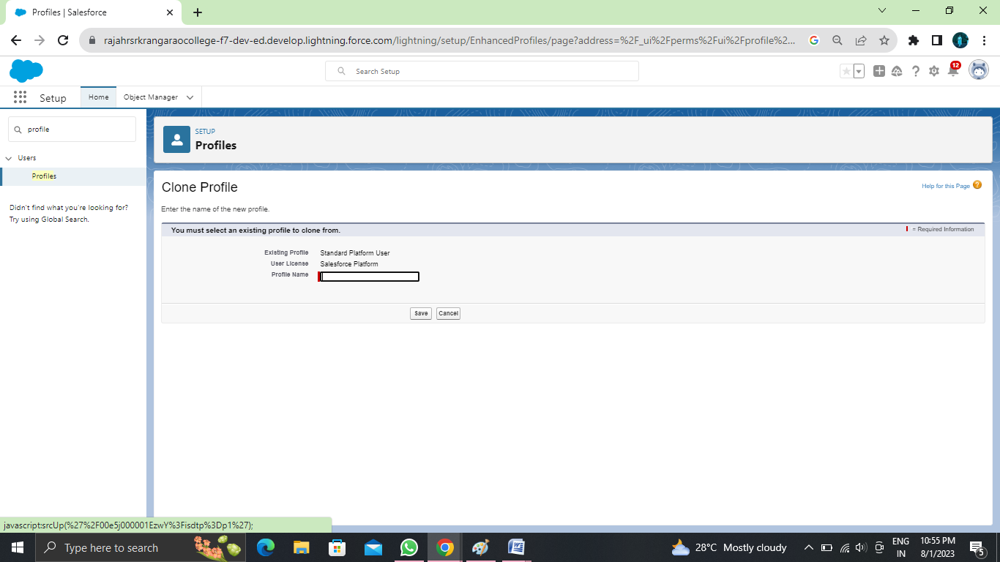 Profiles | Salesforce
rajahrsrkrangaraocollege-f7-dev-ed.develop.lightning.force.com/lightning/setup/EnhancedProfiles/page?address=%2F_ui%2Fperms%2Fui%2Fprofile%2...
Search Setup
12
Setup
Home
Object Manager
profile
Users
Profiles
Didn't find what you're looking for?
Try using Global Search.
SETUP
Profiles
Clone Profile
Help for this Page
Enter the name of the new profile.
You must select an existing profile to clone from.
= Required Information
Existing Profile Standard Platform User
User License Salesforce Platform
Profile Name
Save Cancel
javascript:srcUp(%27%2F00e5j000001EzwY%3Fisdtp%3Dp1%27);
Type here to search
28°C Mostly cloudy
ENG
IN
10:55 PM
8/1/2023
5